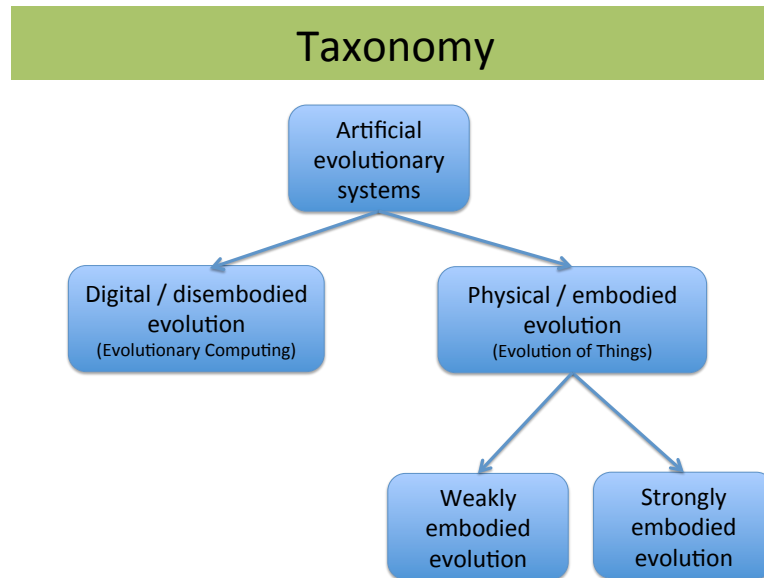 Taxonomy
Artificial
evolutionary
systems
Digital / disembodied
evolution
(Evolutionary Computing)
Physical / embodied
evolution
(Evolution of Things)
Weakly
embodied
evolution
Strongly
embodied
evolution